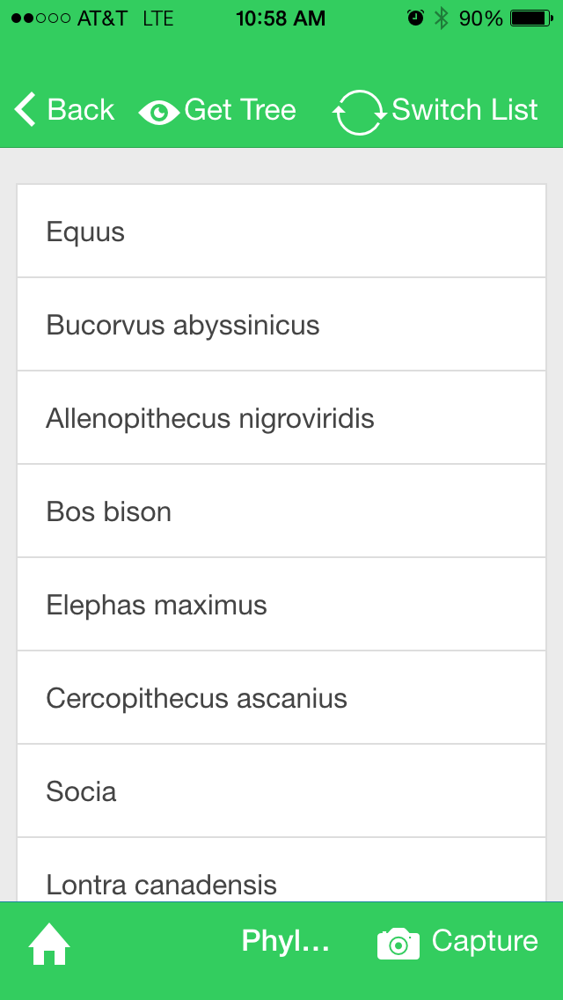 AT&T LTE 10:58 AM 90%
Back Get Tree Switch List
Equus
Bucorvus abyssinicus
Allenopithecus nigroviridis
Bos bison
Elephas maximus
Cercopithecus ascanius
Socia
Lontra canadensis
Phyl... Capture